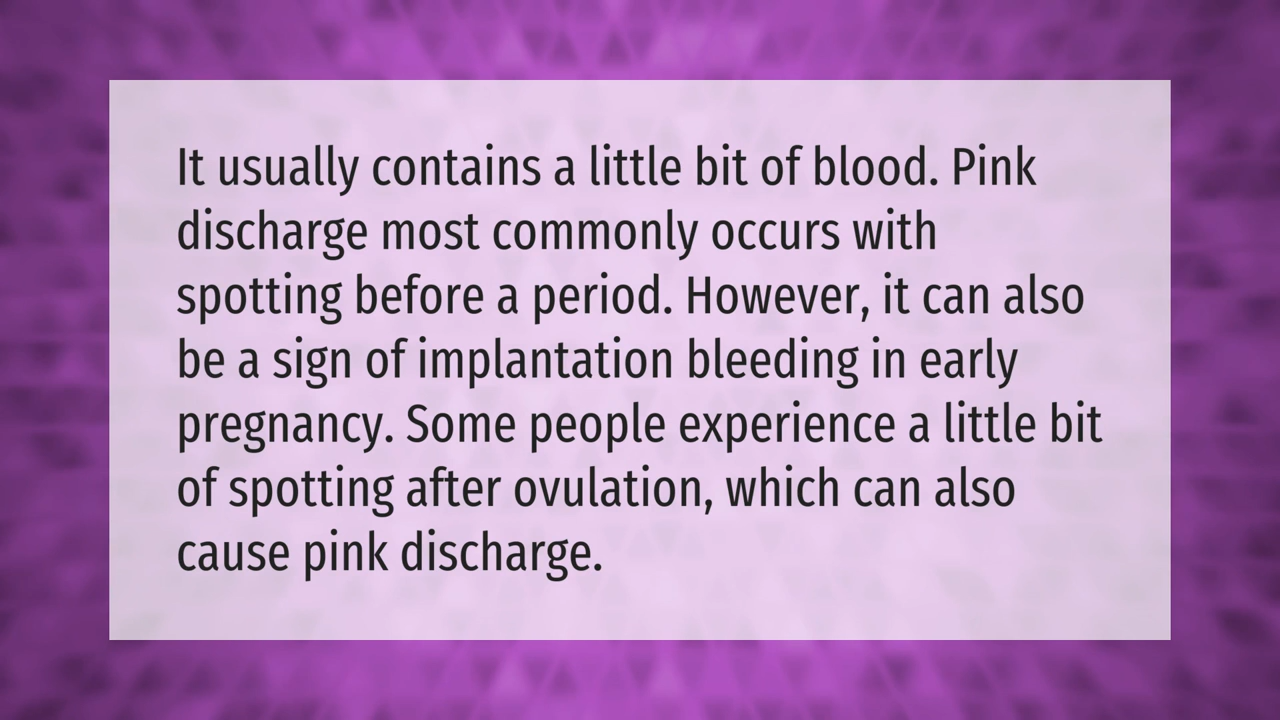 It usually contains a little bit of blood. Pink
discharge most commonly occurs with
spotting before a period. However, it can also
be a sign of implantation bleeding in early
pregnancy. Some people experience a little bit
of spotting after ovulation, which can also
cause pink discharge.